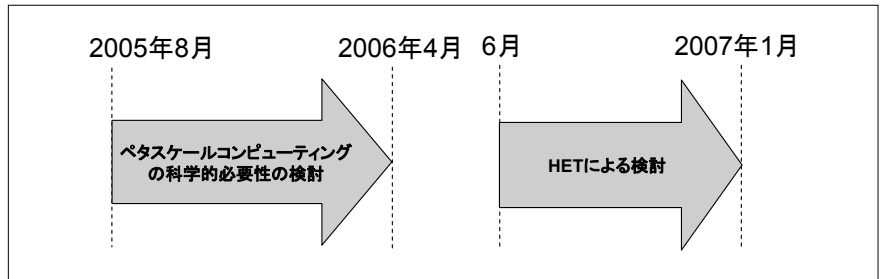 2005年8月
2006年4月
6月
2007年1月
ペタスケールコンピューティング
の科学的必要性の検討
HETによる検討